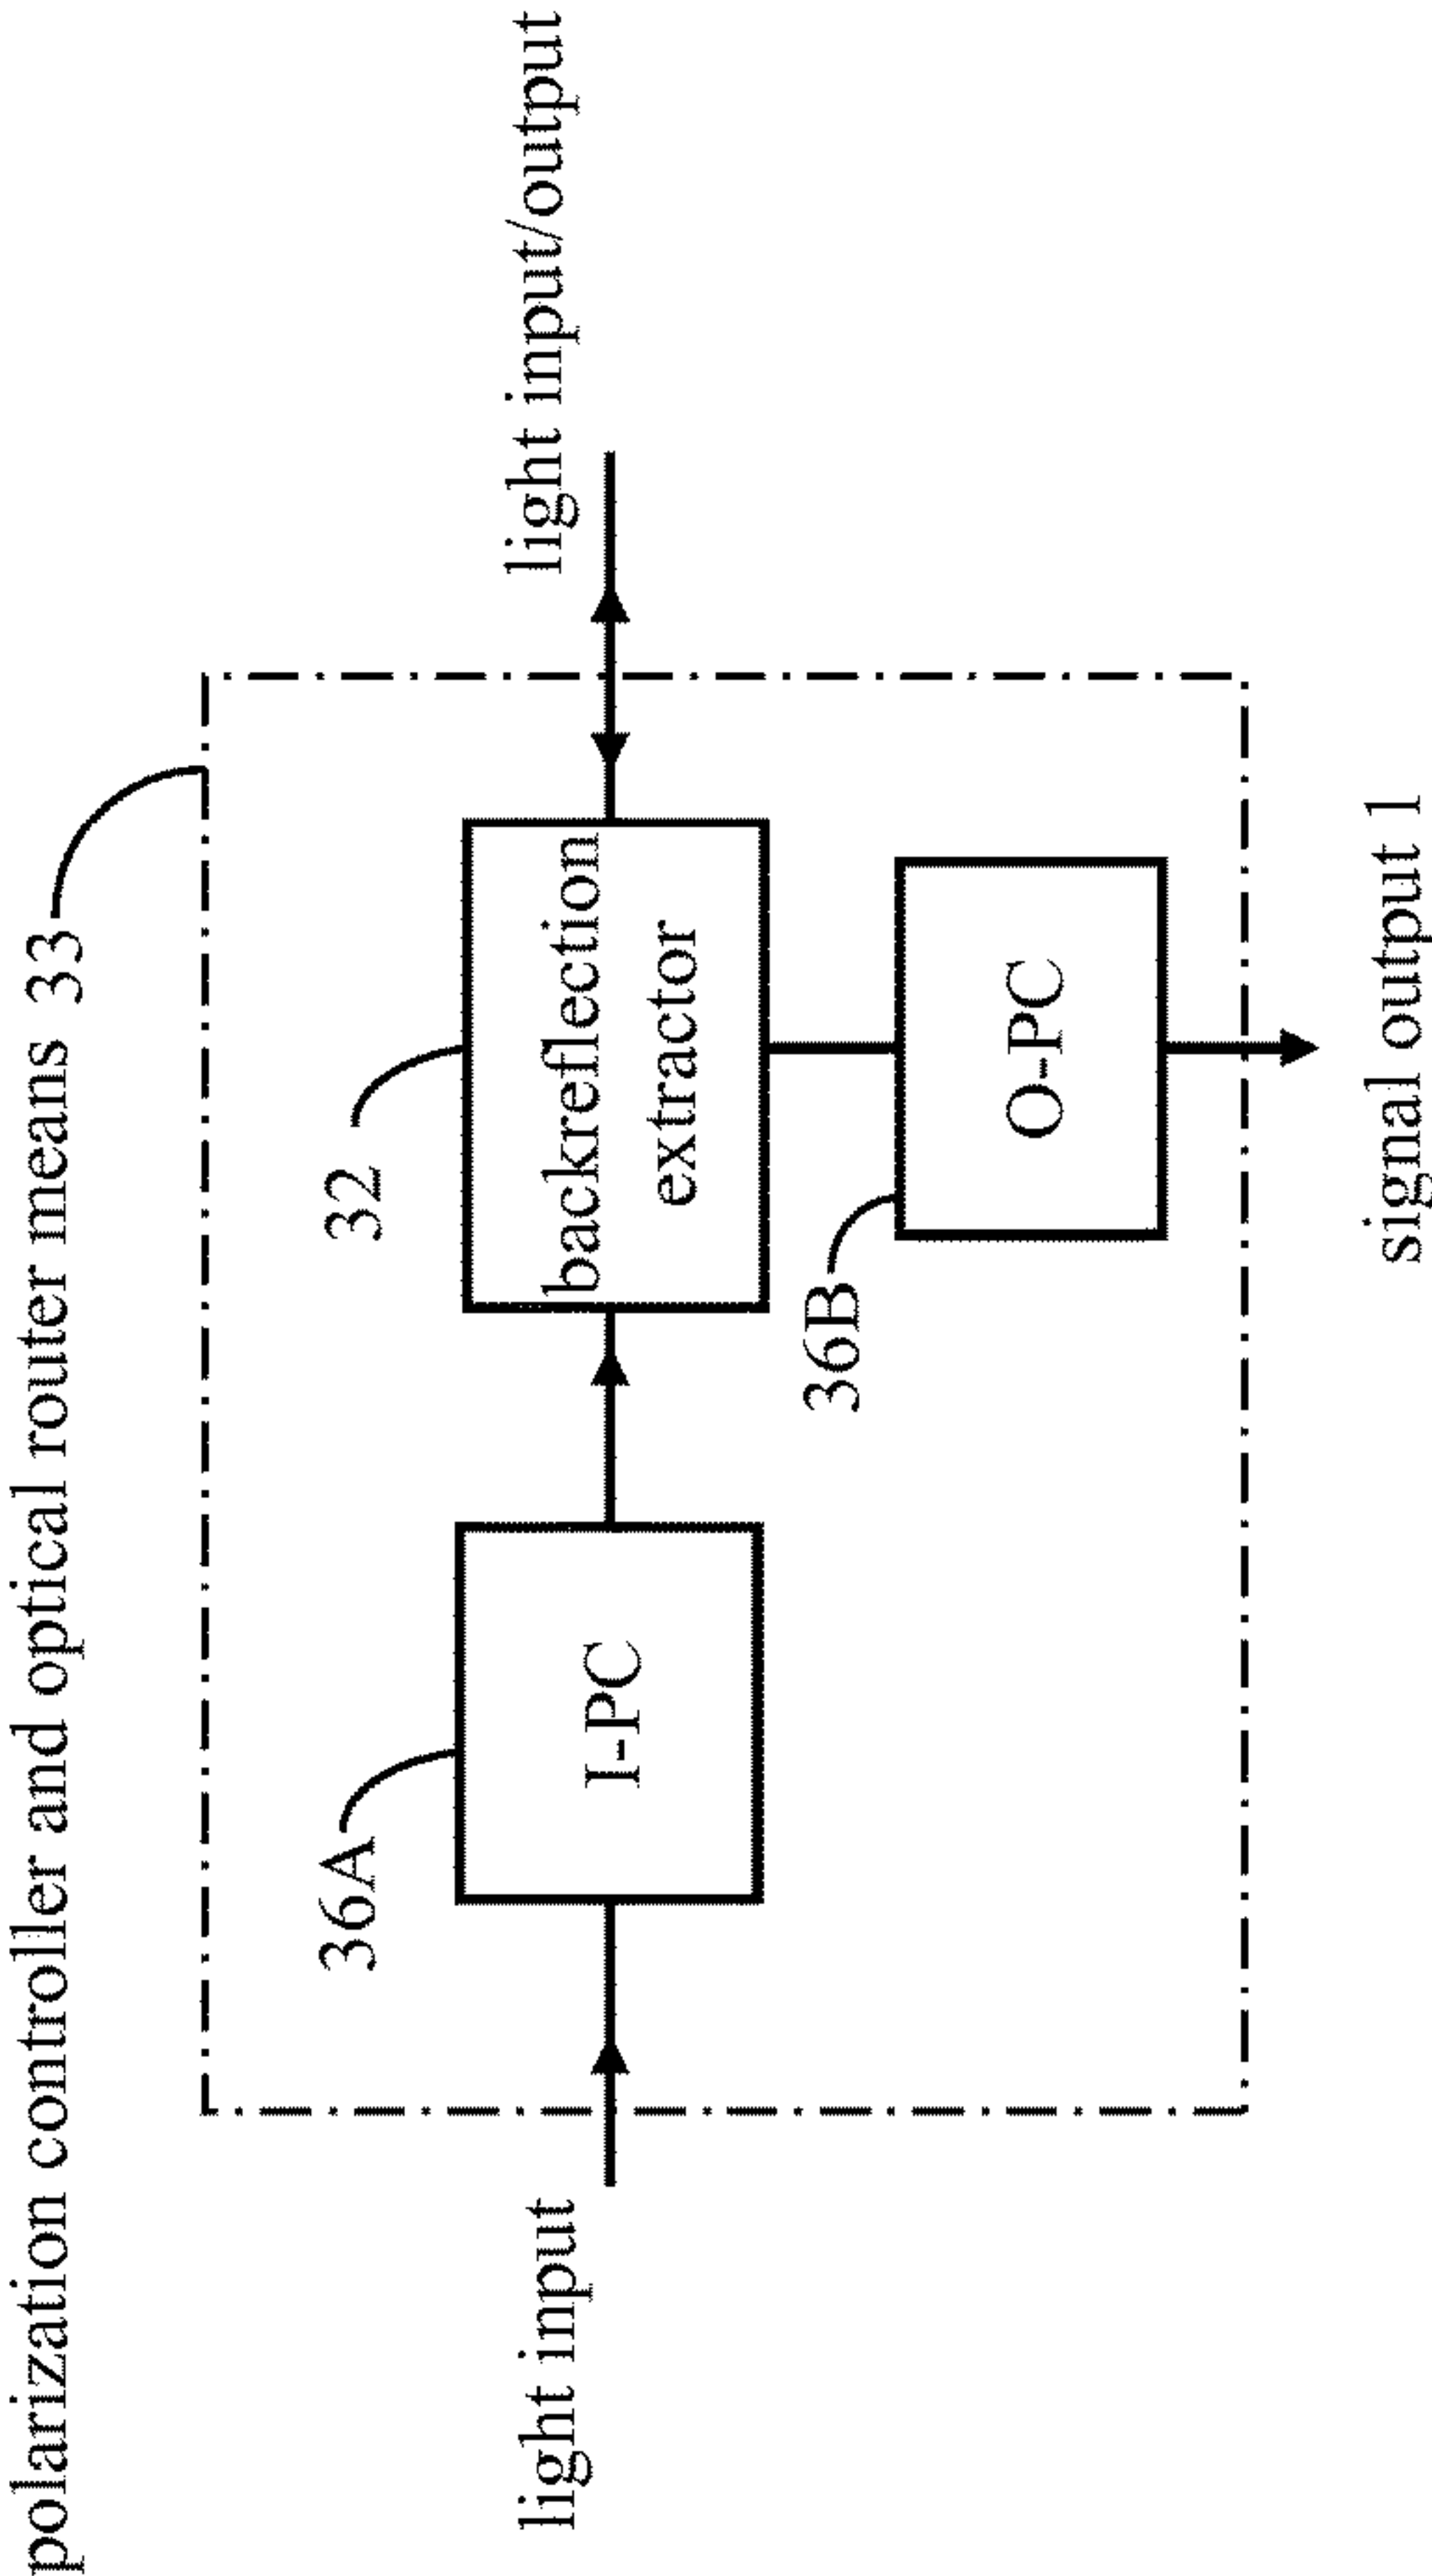 polarization controller and optical router means 33
32
light input/output
36A
light input
I-PC
backreflection
extractor
36B
O-PC
signal output 1